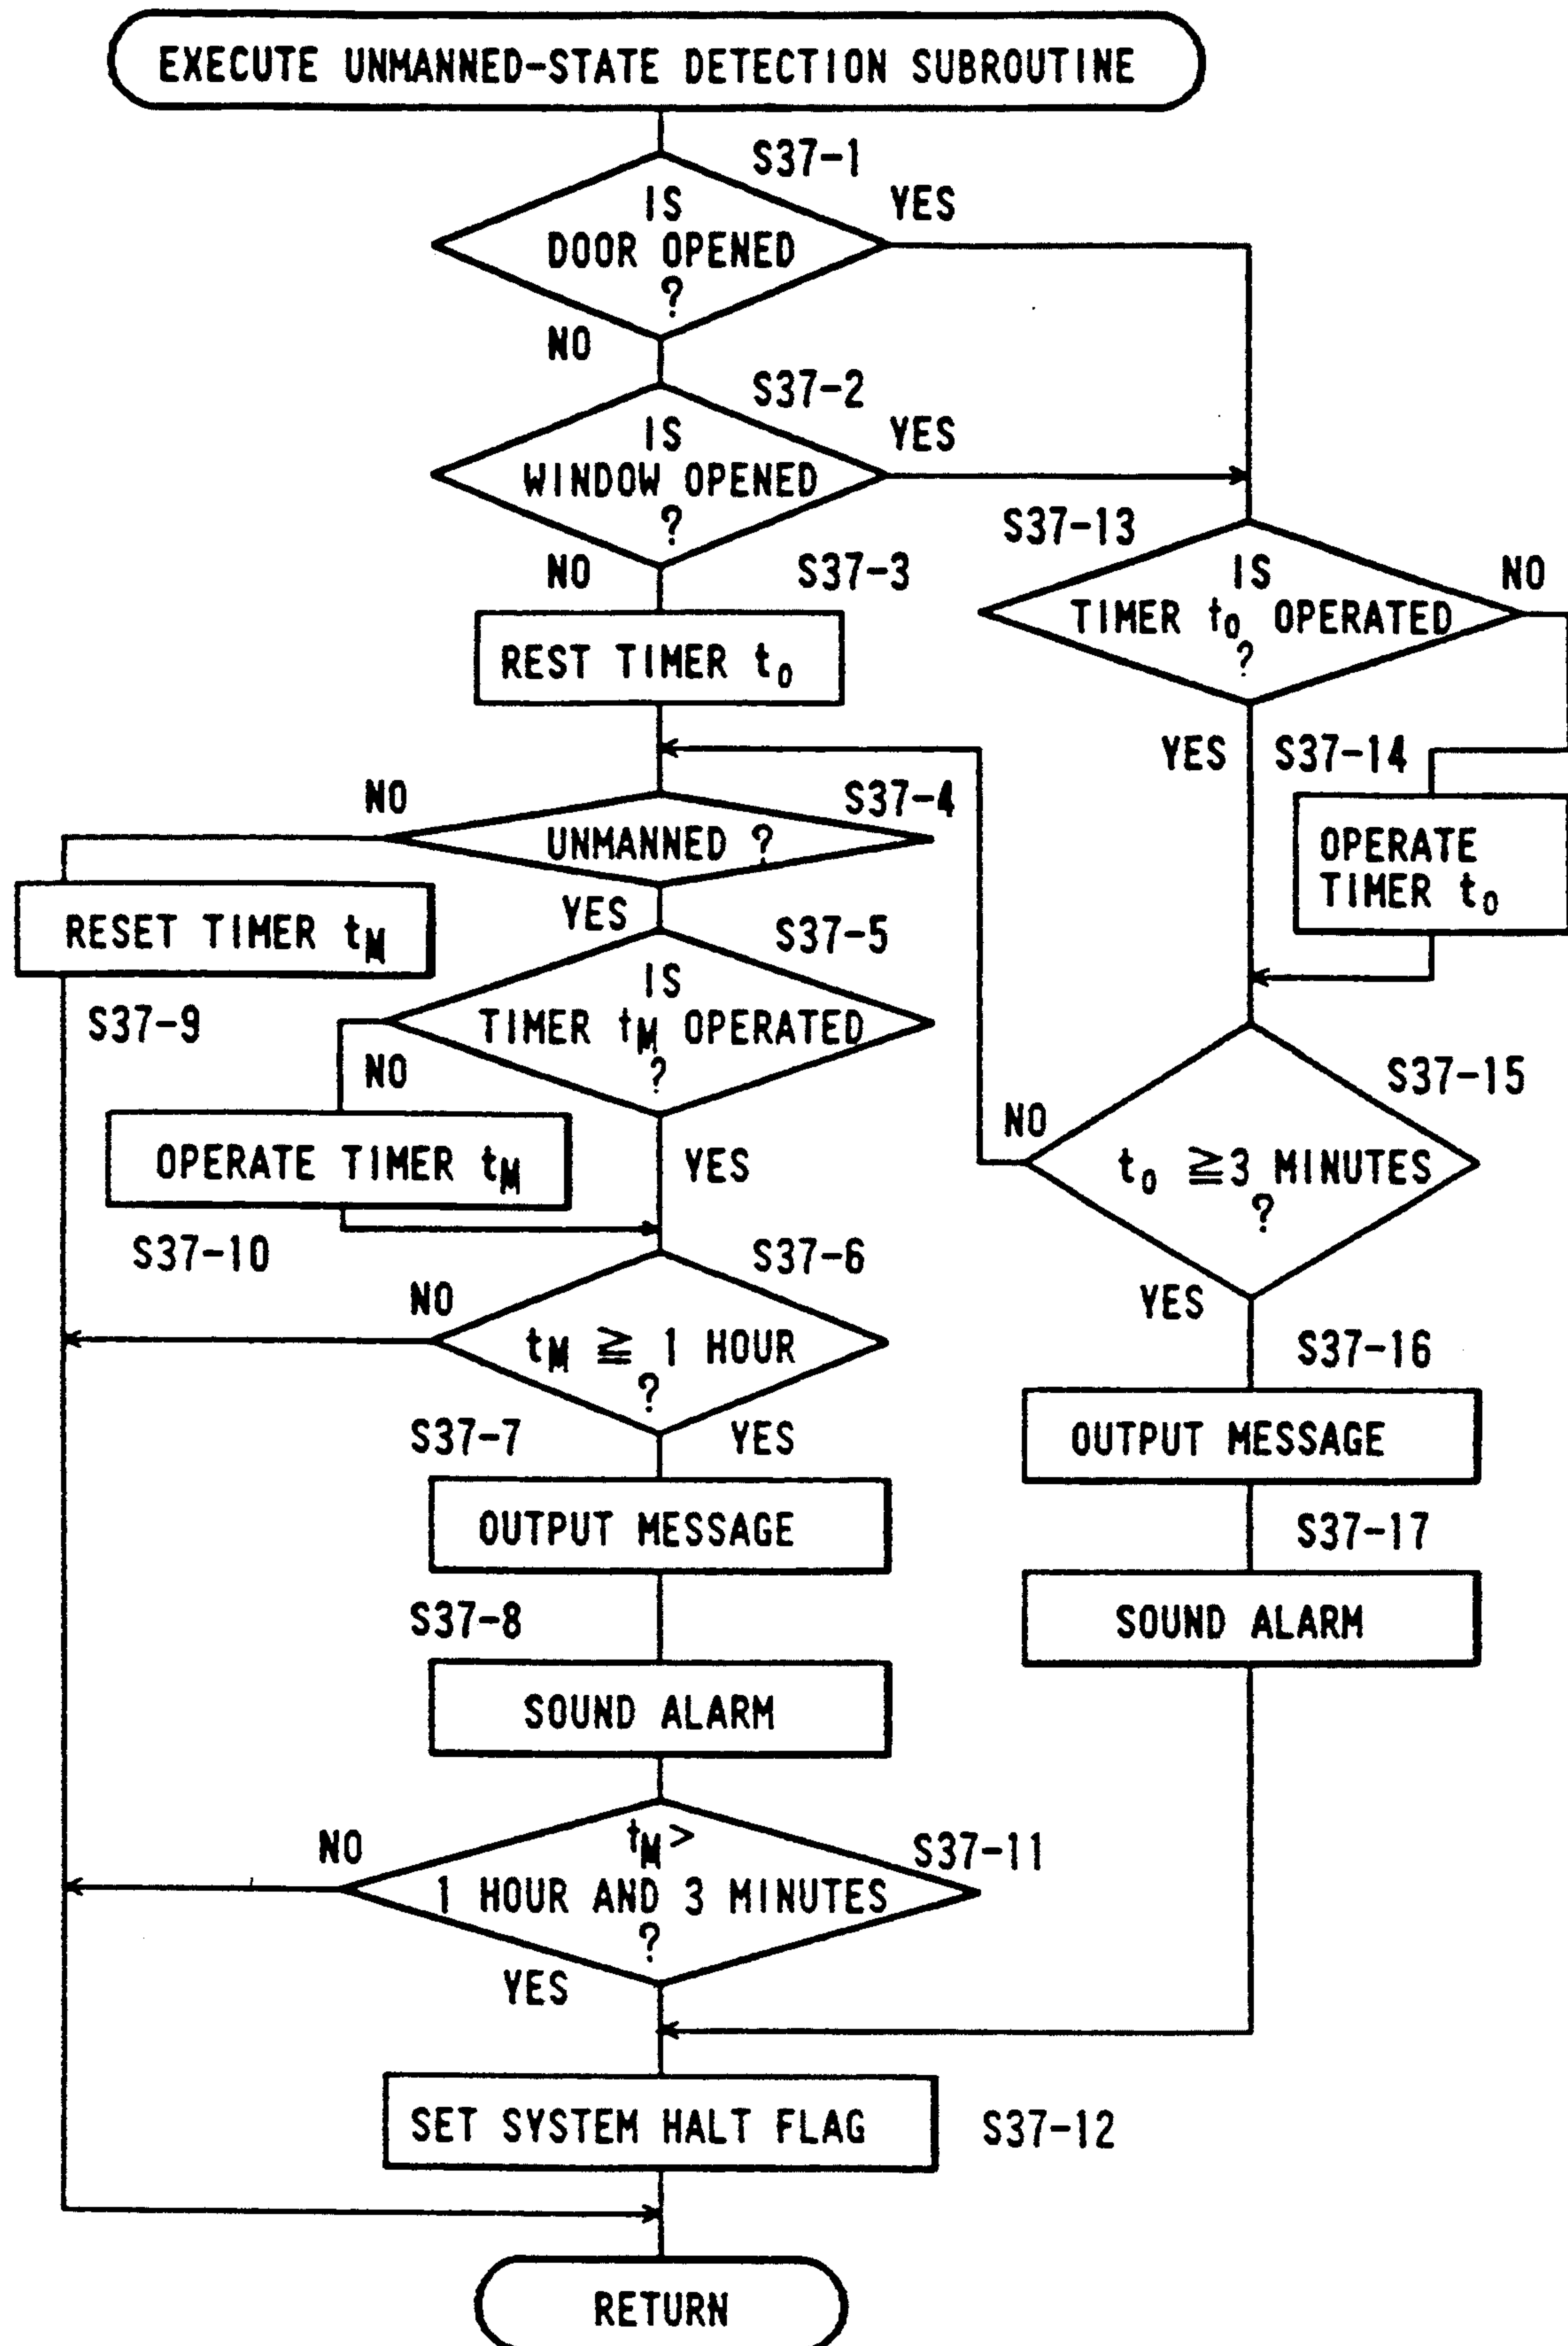 EXECUTE UNMANNED-STATE DETECTION SUBROUTINE
S37-1
IS
DOOR OPENED
?
YES
NO
S37-2
IS
WINDOW OPENED
?
YES
NO
S37-3
REST TIMER t0
S37-13
IS
TIMER t0 OPERATED
?
NO
YES
S37-14
OPERATE
TIMER t0
NO
S37-4
UNMANNED ?
YES
RESET TIMER tM
S37-9
S37-5
IS
TIMER tM OPERATED
?
NO
YES
OPERATE TIMER tM
S37-10
S37-15
NO
t0 ≧3 MINUTES
?
YES
S37-6
NO
tM ≧ 1 HOUR
?
YES
S37-7
OUTPUT MESSAGE
S37-8
SOUND ALARM
S37-16
OUTPUT MESSAGE
S37-17
SOUND ALARM
NO
tM>
1 HOUR AND 3 MINUTES
?
S37-11
YES
SET SYSTEM HALT FLAG
S37-12
RETURN